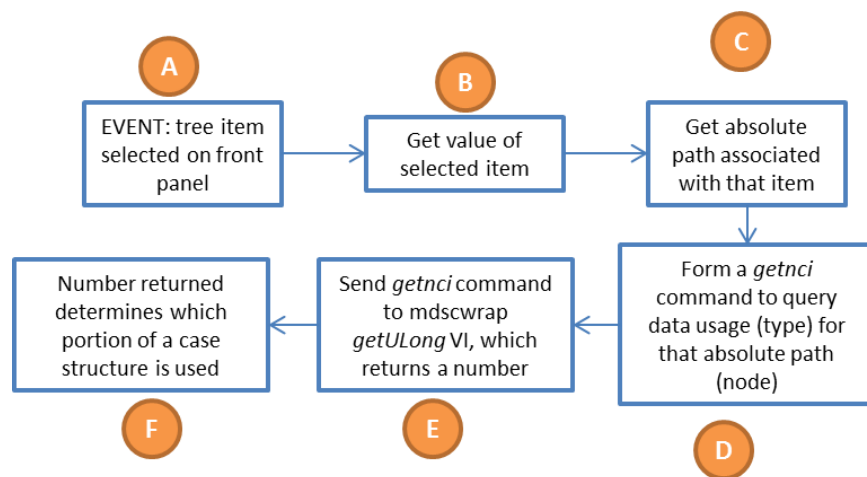 A
EVENT: tree item
selected on front
panel
B
Get value of
selected item
C
Get absolute
path associated
with that item
Form a getnci
command to query
data usage (type) for
that absolute path
(node)
D
Send getnci command
to mdscwrap
getULong VI, which
returns a number
E
Number returned
determines which
portion of a case
structure is used
F